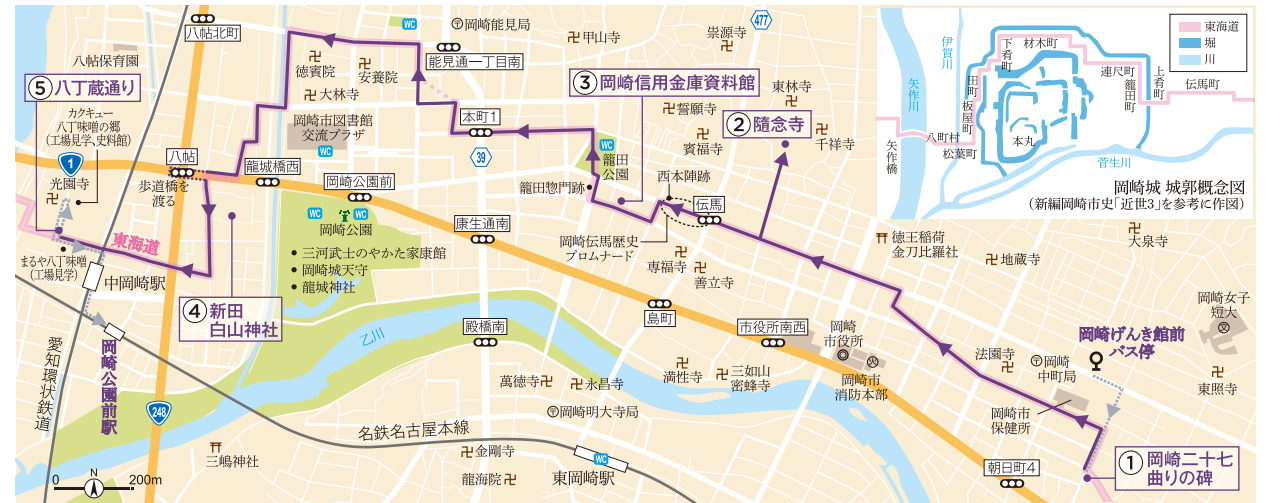 八帖北町
WC
〒岡崎能見局
477
甲山寺
崇源寺
八帖保育園
徳賓院
安養院
能見通一丁目南
⑤八丁蔵通り
大林寺
③岡崎信用金庫資料館
東林寺
カクキュー
八丁味噌の郷
(工場見学、史料館)
岡崎市図書館
交流プラザ
WC
本町1
誓願寺
②隨念寺
賓福寺
千祥寺
1
光園寺
八帖
歩道橋を
渡る
龍城橋西
39
WC
籠田
公園
籠田惣門跡
西本陣跡
伝馬
岡崎公園前
WC
WC
岡崎公園
康生通南
岡崎伝馬歴史
プロムナード
専福寺
善立寺
徳王稲荷
金刀比羅社
大泉寺
地蔵寺
東海道
まるや八丁味噌
(工場見学)
中岡崎駅
三河武士のやかた家康館
岡崎城天守
龍城神社
④新田
白山神社
乙川
殿橋南
島町
市役所南西
岡崎
市役所
岡崎市
消防本部
岡崎女子
短大
岡崎げんき館前
バス停
法園寺
〒岡崎
中町局
東照寺
愛知環状鉄道
岡崎公園前駅
248
萬徳寺
永昌寺
満性寺
三如山
蜜蜂寺
〒岡崎明大寺局
岡崎市
保健所
名鉄名古屋本線
三嶋神社
金剛寺
龍海院
WC
東岡崎駅
朝日町4
①岡崎二十七
曲りの碑
0
N
200m
東海道
堀
川
伊賀川
矢作川
下肴町
材木町
連尺町
籠田町
上肴町
伝馬町
田町
板屋町
八町村
松葉町
本丸
矢作橋
菅生川
岡崎城 城郭概念図
(新編岡崎市史「近世3」を参考に作図)